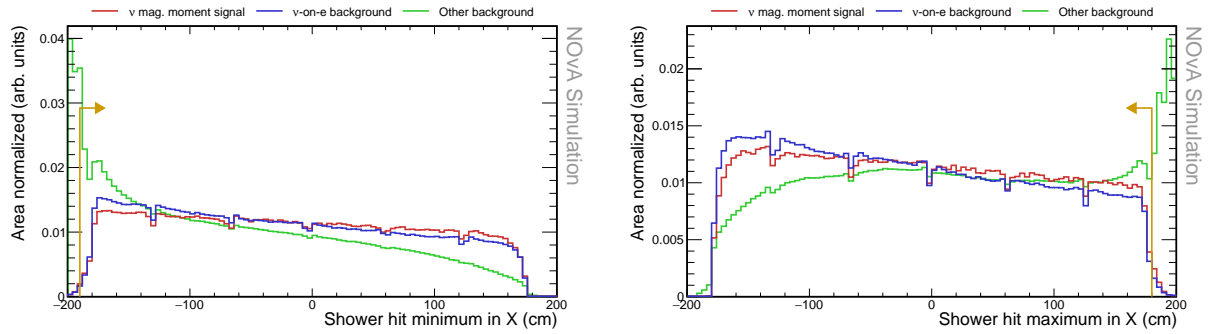 ν mag. moment signal ν-on-e background Other background
Area normalized (arb. units)
0.04
0.03
0.02
0.01
0
−200 −100 0 100 200
Shower hit minimum in X (cm)
NOvA Simulation
ν mag. moment signal ν-on-e background Other background
Area normalized (arb. units)
0.02
0.015
0.01
0.005
0
−200 −100 0 100 200
Shower hit maximum in X (cm)
NOvA Simulation